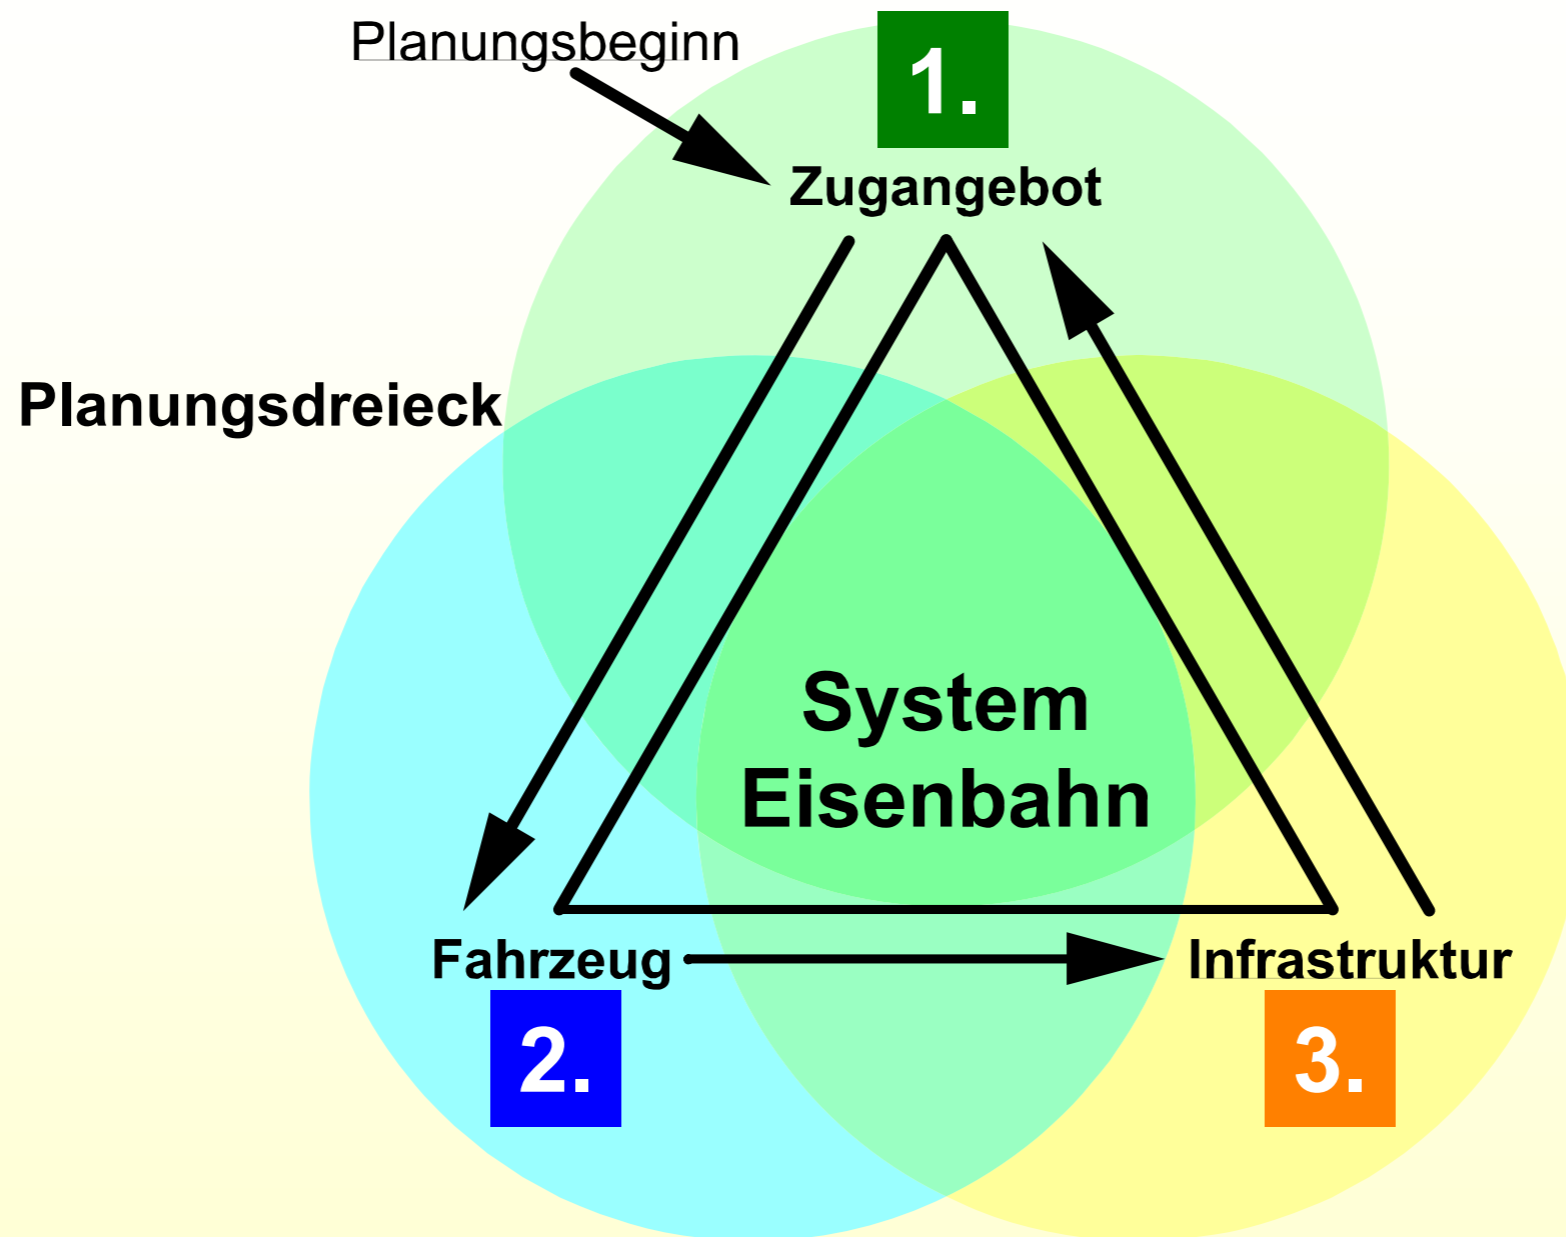 Planungsbeginn
1.
Zugangebot
Planungsdreieck
System
Eisenbahn
Fahrzeug
Infrastruktur
2.
3.